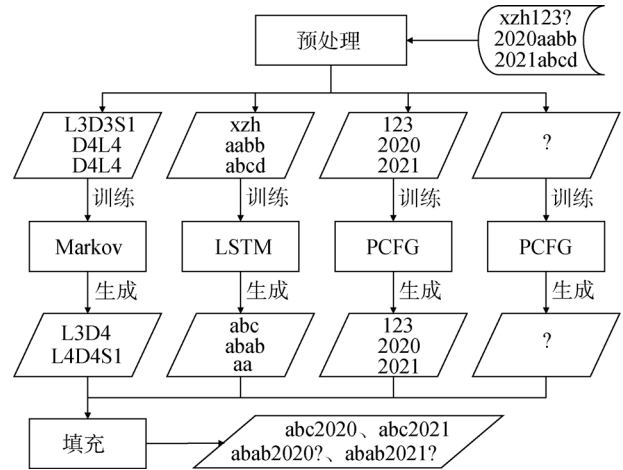 预处理
xzh123?
2020aabb
2021abcd
L3D3S1
D4L4
D4L4
xzh
aabb
abcd
123
2020
2021
?
训练
训练
训练
训练
Markov
LSTM
PCFG
PCFG
生成
生成
生成
生成
L3D4
L4D4S1
abc
abab
aa
123
2020
2021
?
填充
abc2020、abc2021
abab2020?、abab2021?